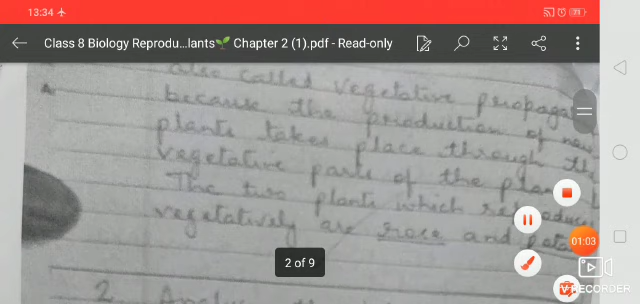 13:34
Class 8 Biology Reprodu...lants🌱 Chapter 2 (1).pdf - Read-only
also called vegetative propaga
because the production of new
plants takes place through the
vegetative parts of the plan
The two plants which reproduce
vegetatively are rose and pota
2 of 9
01:03
2.
RECORDER